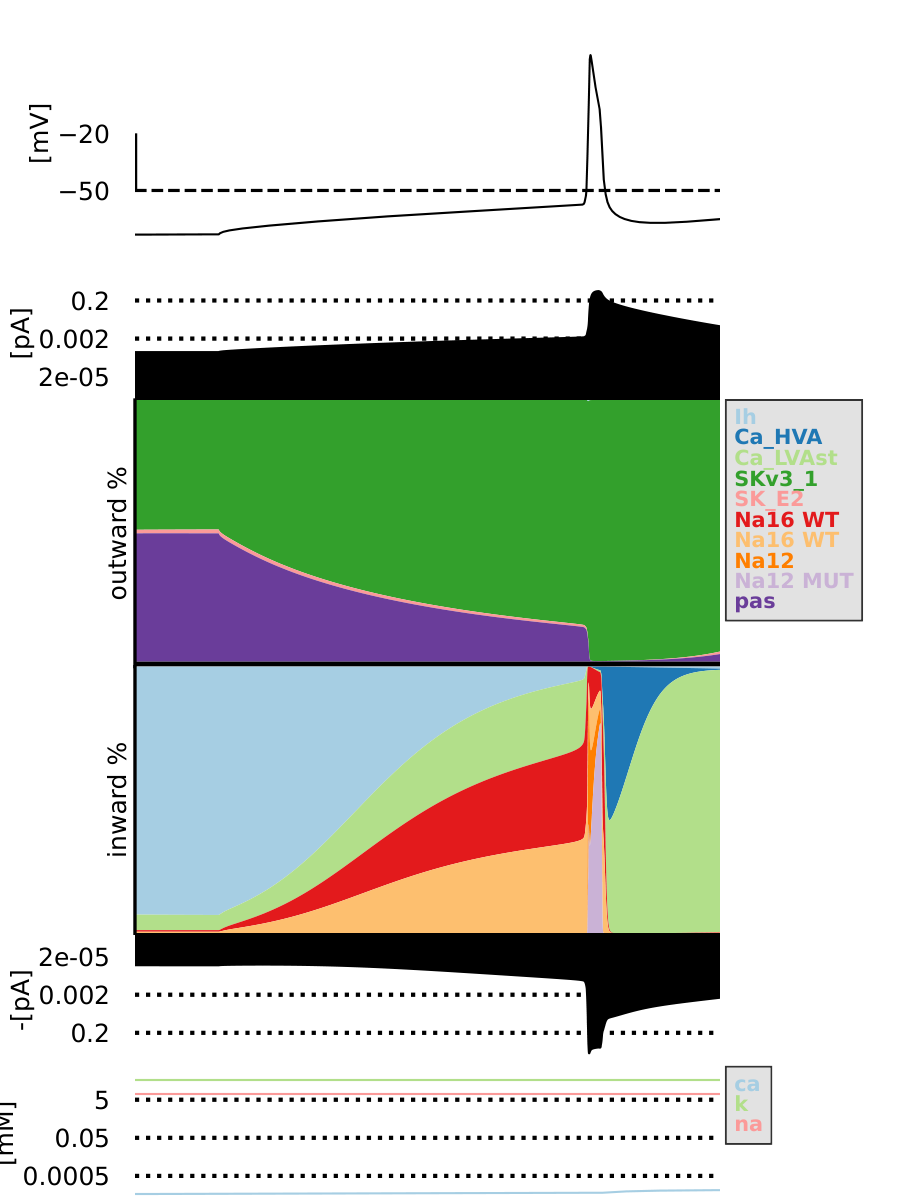 [mV]
−20
−50
[pA]
0.2
0.002
2e-05
outward %
Ih
Ca_HVA
Ca_LVAst
SKv3_1
SK_E2
Na16 WT
Na16 WT
Na12
Na12 MUT
pas
inward %
-[pA]
2e-05
0.002
0.2
[mM]
5
0.05
0.0005
ca
k
na